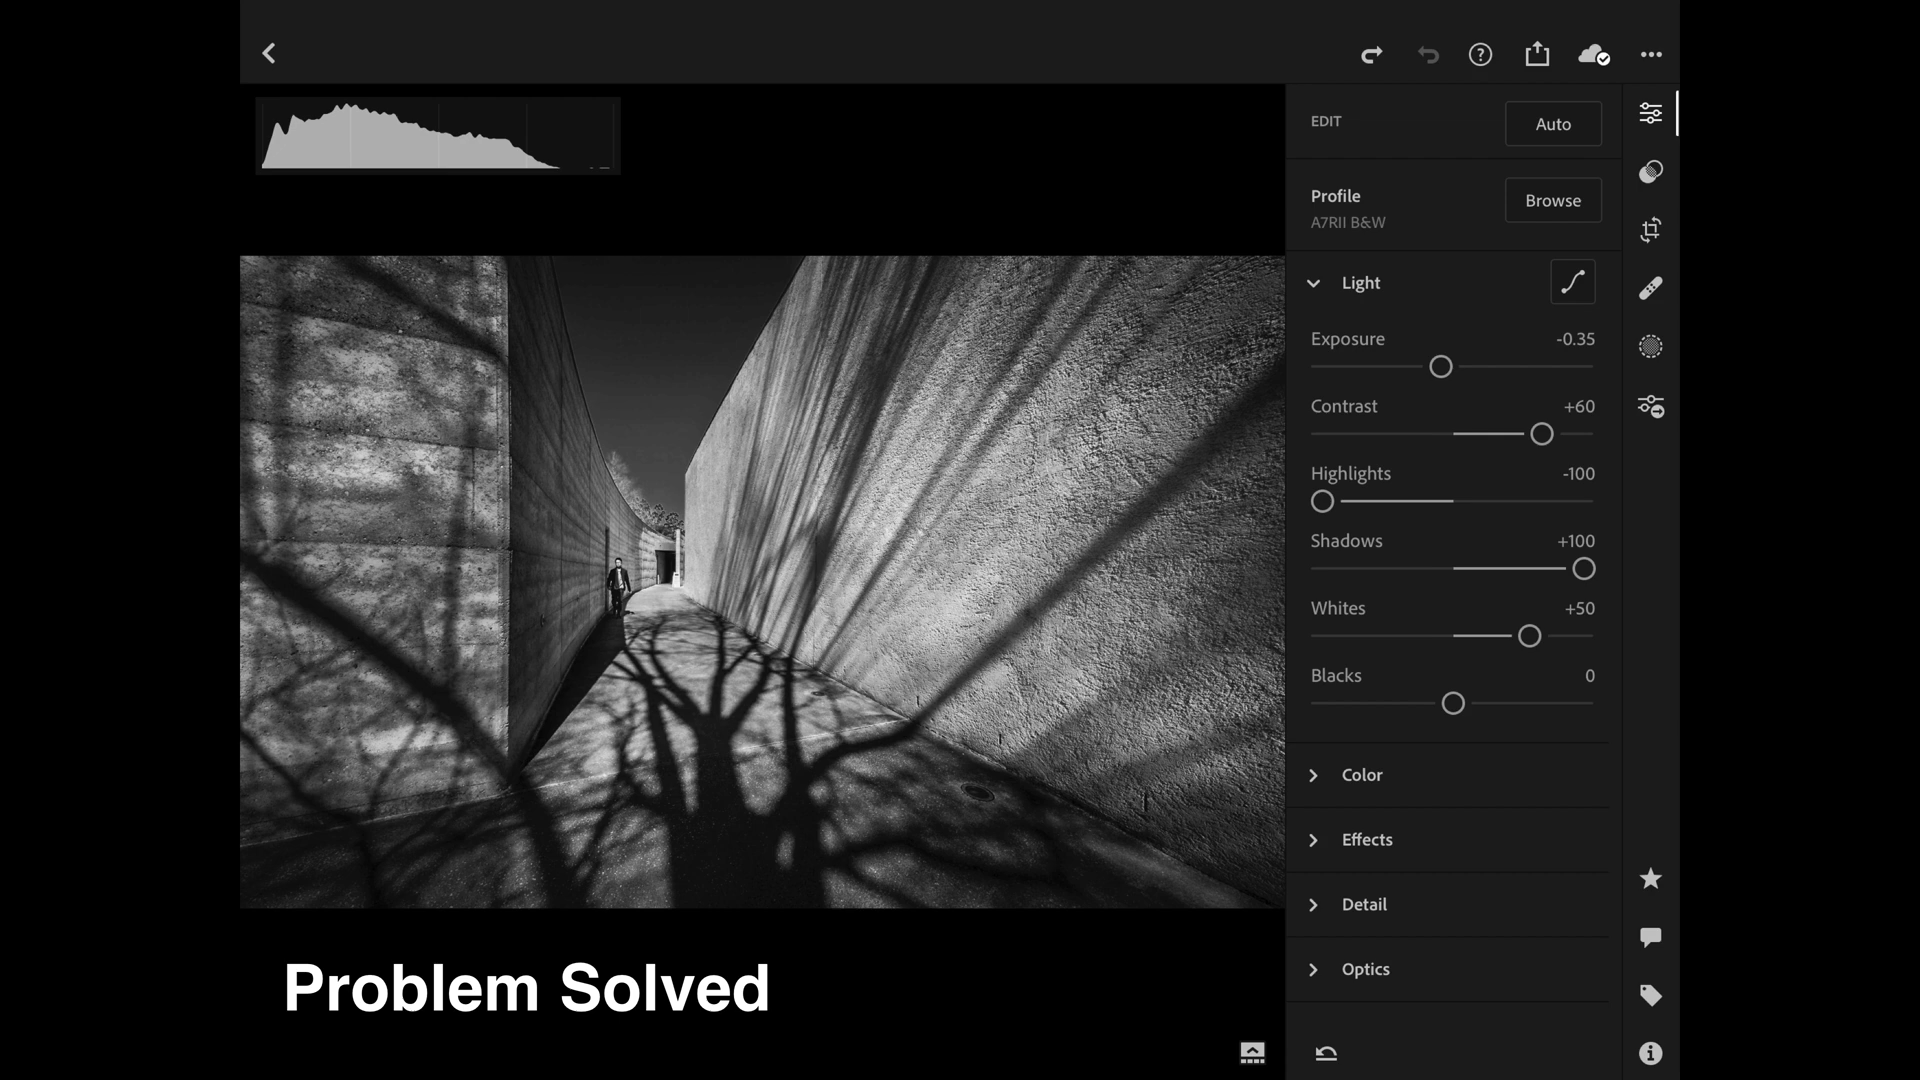 EDIT
Auto
Profile
A7RII B&W
Browse
Light
Exposure -0.35
Contrast +60
Highlights -100
Shadows +100
Whites +50
Blacks 0
Color
Effects
Detail
Optics
Problem Solved